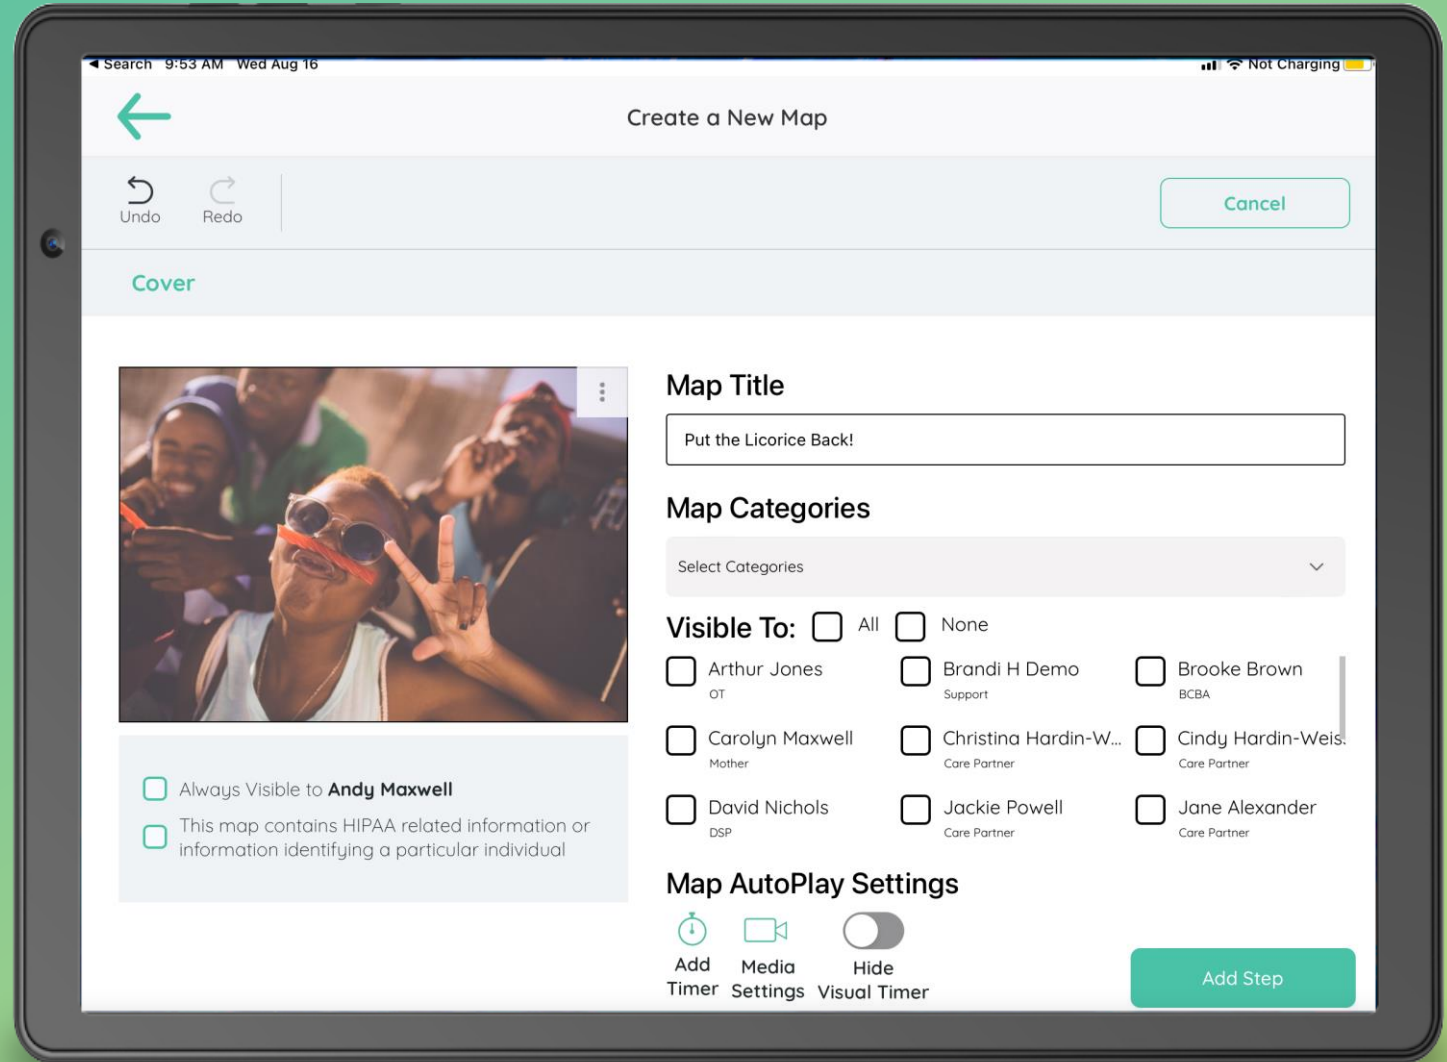 Search 9:53 AM Wed Aug 16
Not Charging
Create a New Map
Undo Redo
Cancel
Cover
Map Title
Put the Licorice Back!
Map Categories
Select Categories
Visible To: All None
Arthur Jones
OT
Brandi H Demo
Support
Brooke Brown
BCBA
Carolyn Maxwell
Mother
Christina Hardin-W...
Care Partner
Cindy Hardin-Weis
Care Partner
David Nichols
DSP
Jackie Powell
Care Partner
Jane Alexander
Care Partner
Always Visible to Andy Maxwell
This map contains HIPAA related information or
information identifying a particular individual
Map AutoPlay Settings
Add
Timer
Media
Settings
Hide
Visual Timer
Add Step